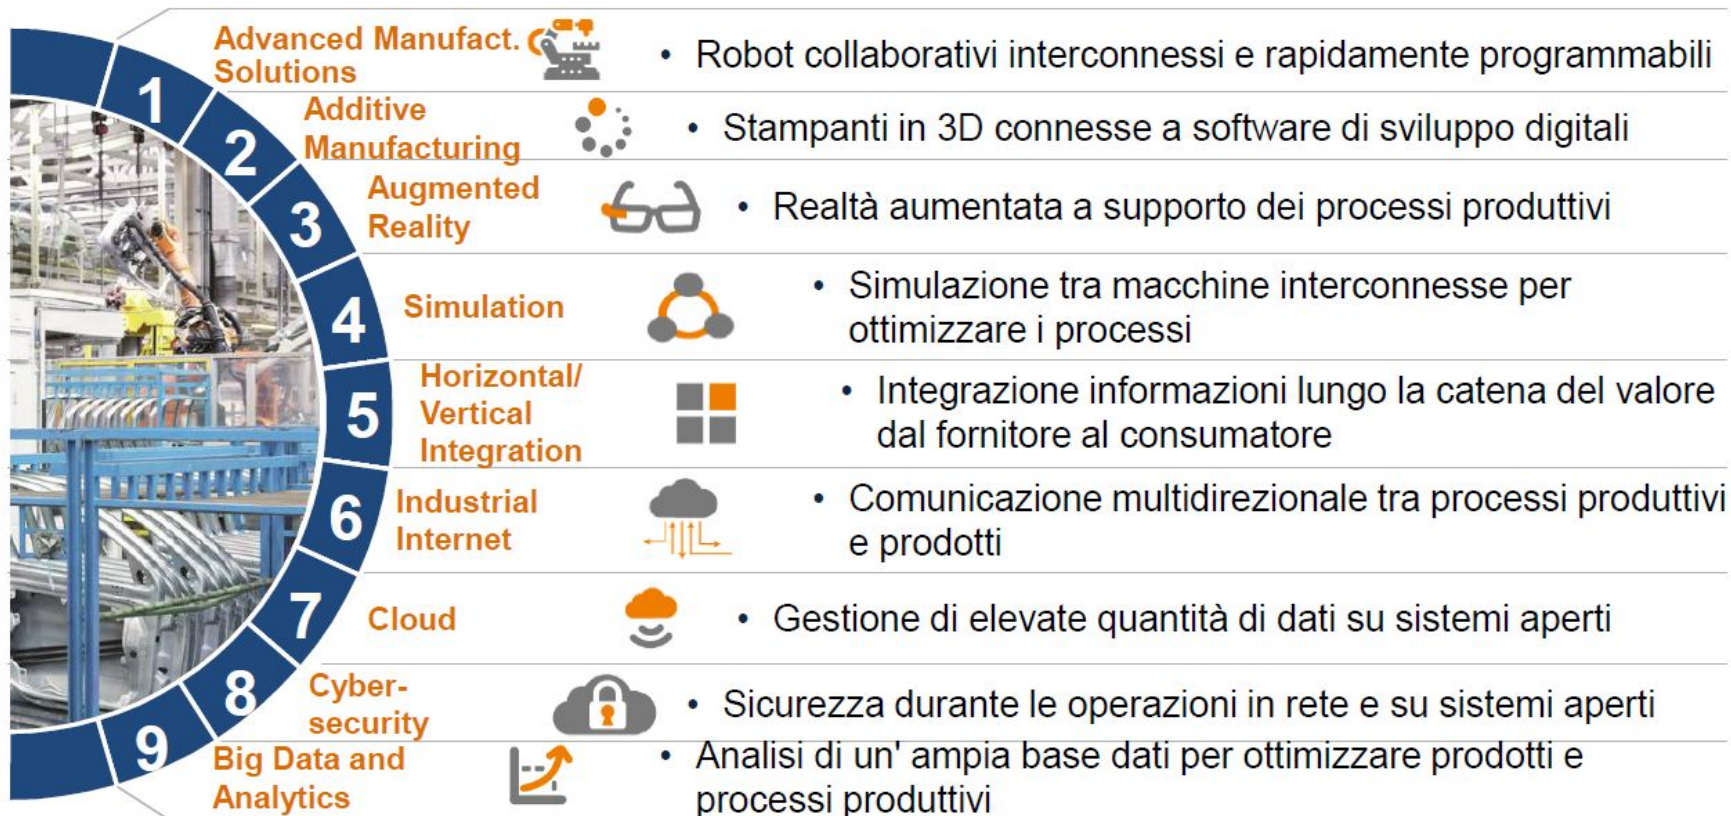 1
Advanced Manufact.
Solutions
• Robot collaborativi interconnessi e rapidamente programmabili
2
Additive
Manufacturing
• Stampanti in 3D connesse a software di sviluppo digitali
3
Augmented
Reality
• Realtà aumentata a supporto dei processi produttivi
4
Simulation
• Simulazione tra macchine interconnesse per
ottimizzare i processi
5
Horizontal/
Vertical
Integration
• Integrazione informazioni lungo la catena del valore
dal fornitore al consumatore
6
Industrial
Internet
• Comunicazione multidirezionale tra processi produttivi
e prodotti
7
Cloud
• Gestione di elevate quantità di dati su sistemi aperti
8
Cyber-
security
• Sicurezza durante le operazioni in rete e su sistemi aperti
9
Big Data and
Analytics
• Analisi di un' ampia base dati per ottimizzare prodotti e
processi produttivi